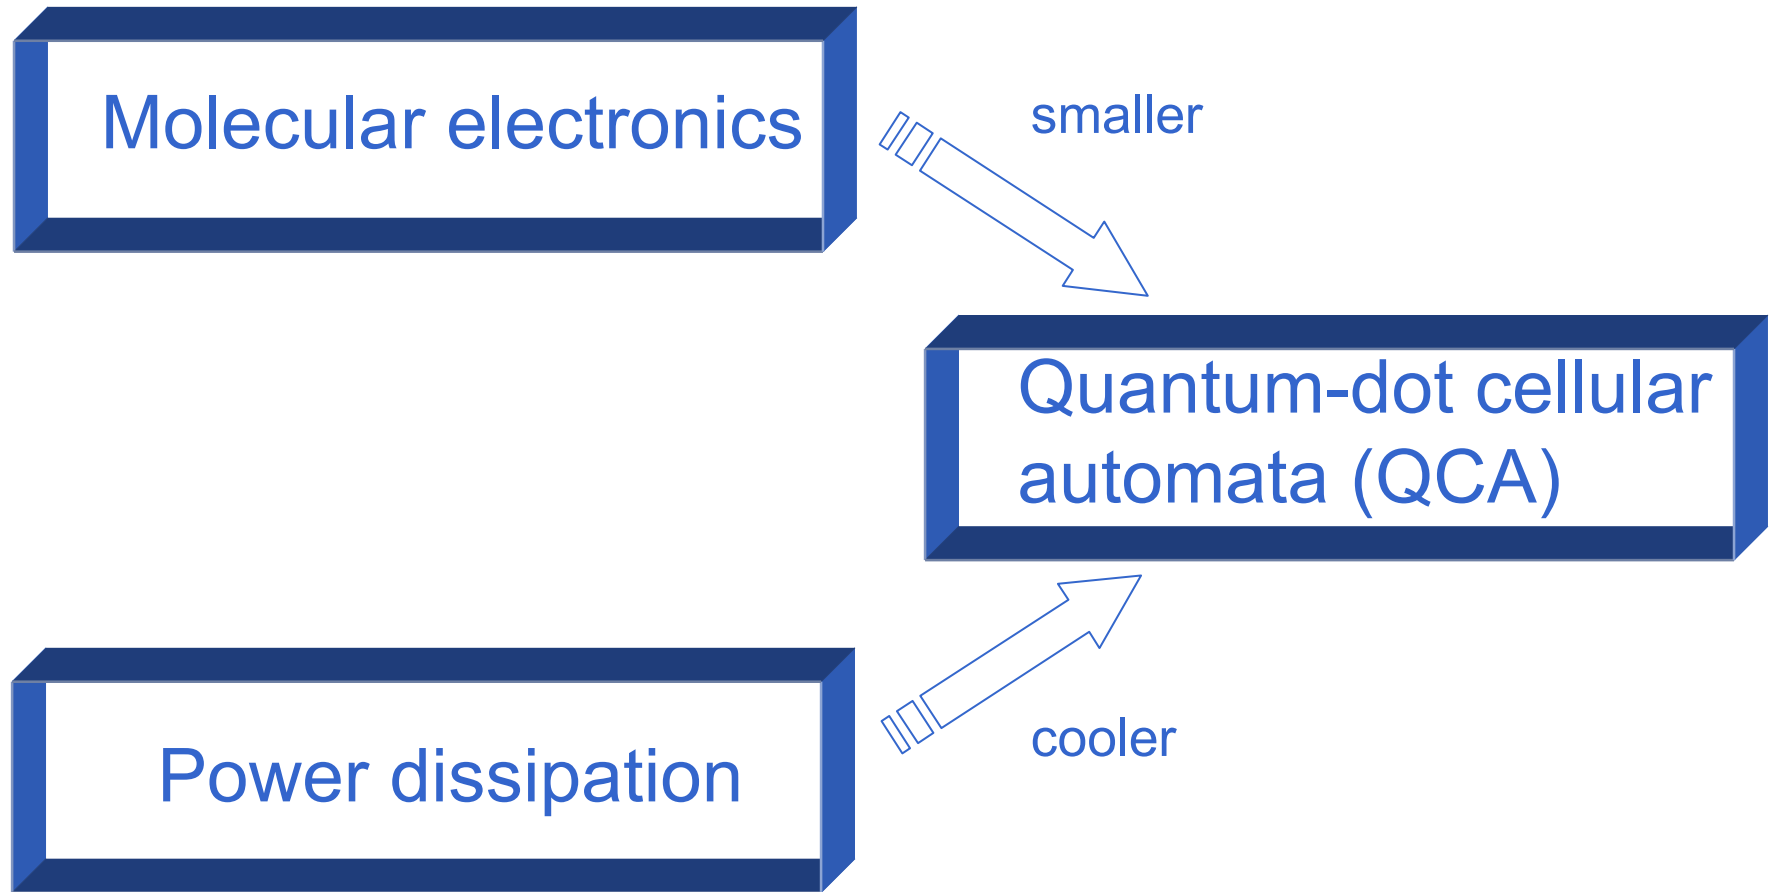 Molecular electronics
smaller
Quantum-dot cellular
automata (QCA)
cooler
Power dissipation